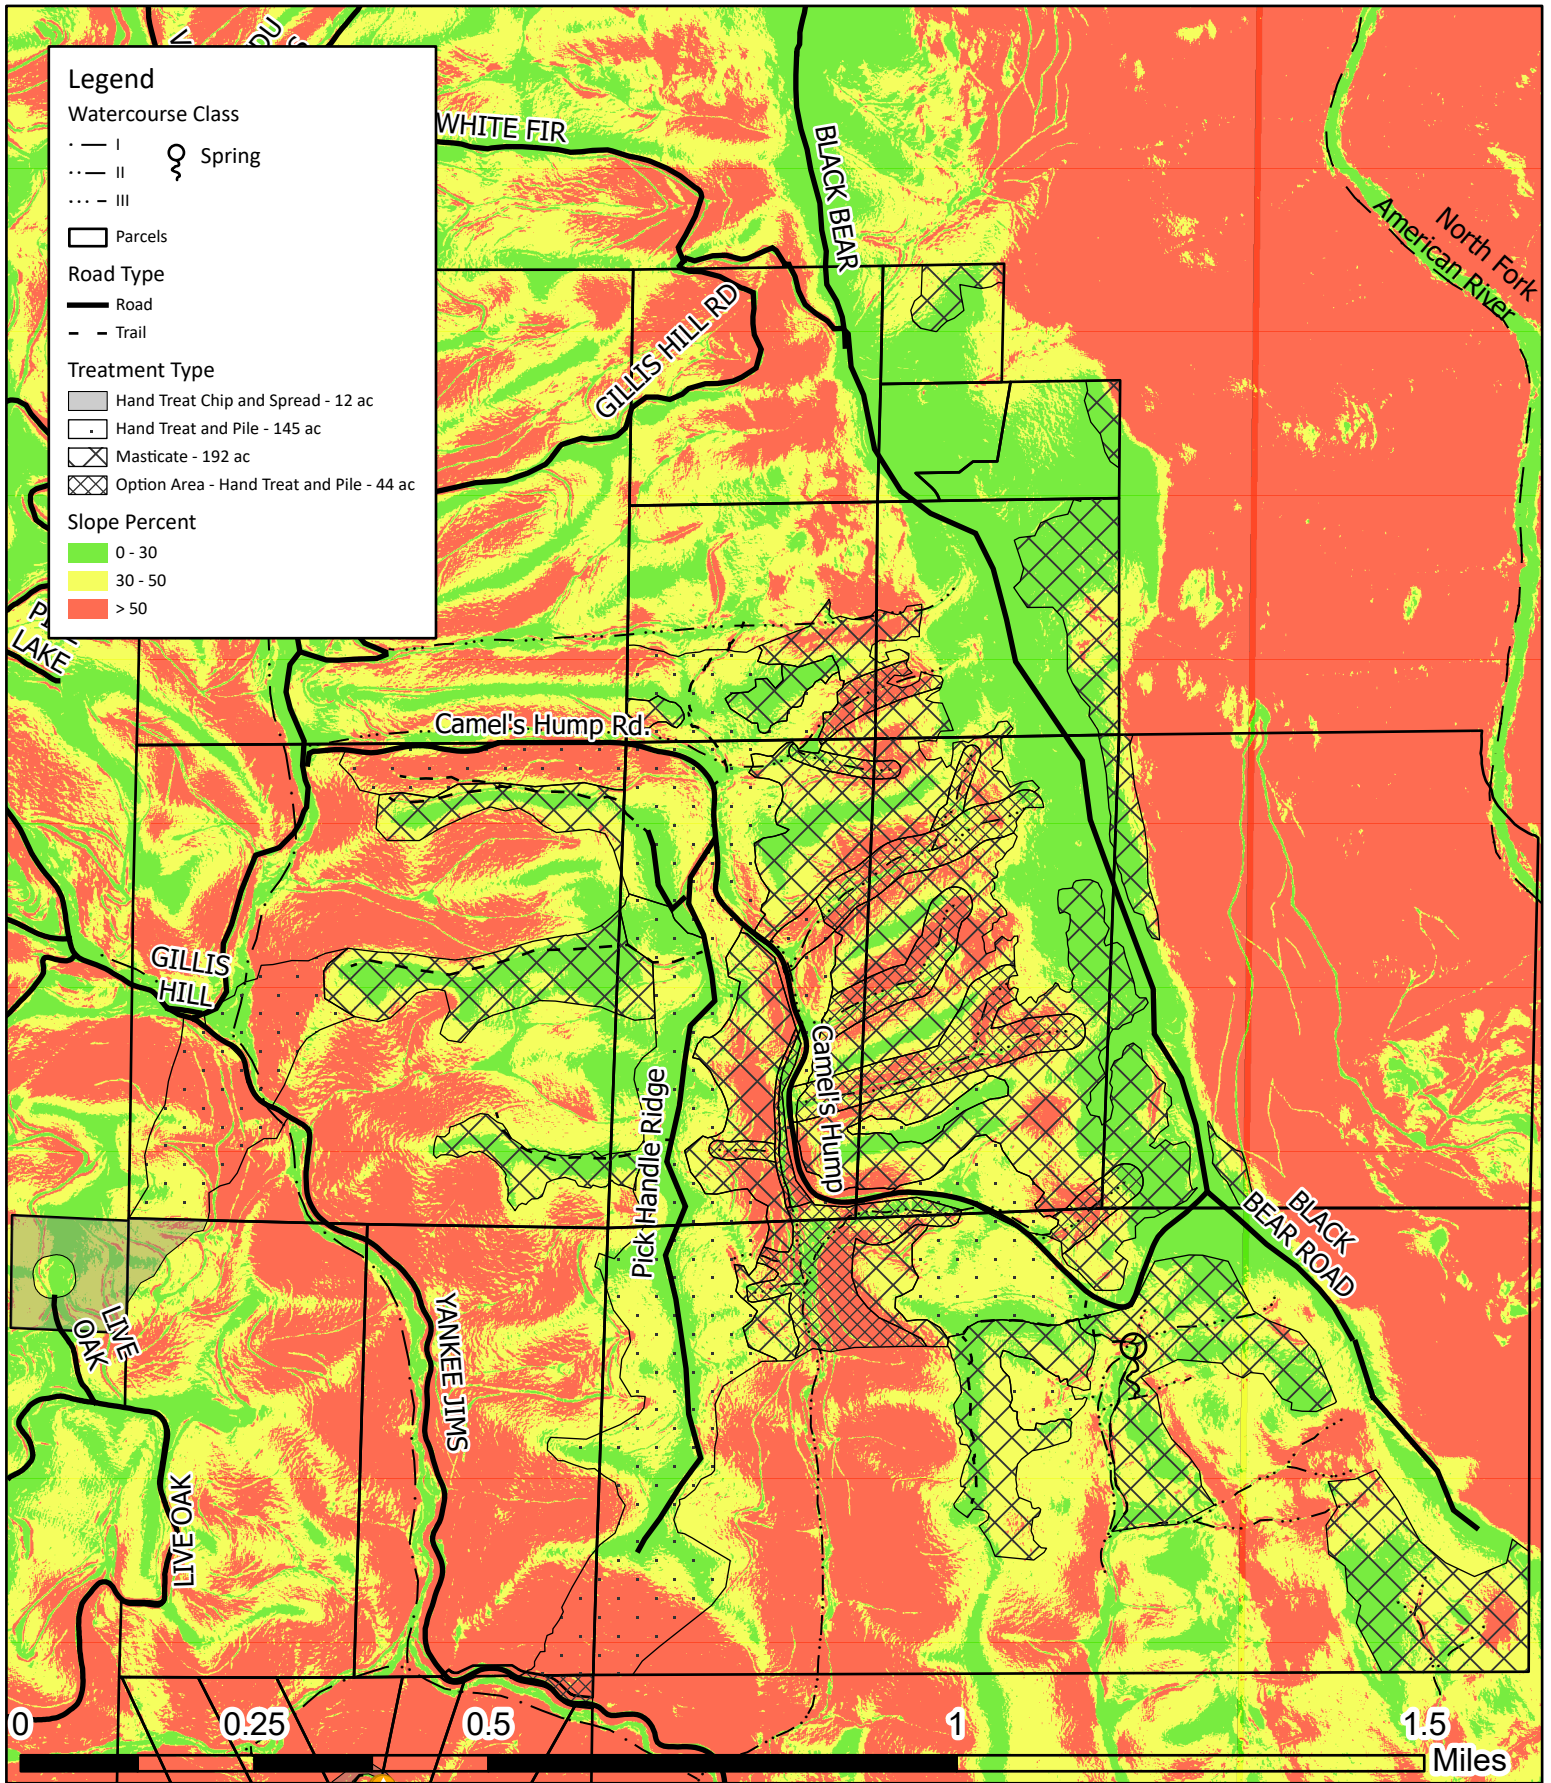 Legend
Watercourse Class
I
II
III
Spring
Parcels
Road Type
Road
Trail
Treatment Type
Hand Treat Chip and Spread - 12 ac
Hand Treat and Pile - 145 ac
Masticate - 192 ac
Option Area - Hand Treat and Pile - 44 ac
Slope Percent
0 - 30
30 - 50
> 50
WHITE FIR
BLACK BEAR
North Fork
American River
GILLIS HILL RD
LAKE
Camel's Hump Rd.
GILLIS
HILL
Camel's Hump
Pick Handle Ridge
BLACK
BEAR ROAD
LIVE
OAK
YANKEE JIMS
LIVE OAK
0
0.25
0.5
1
1.5
Miles